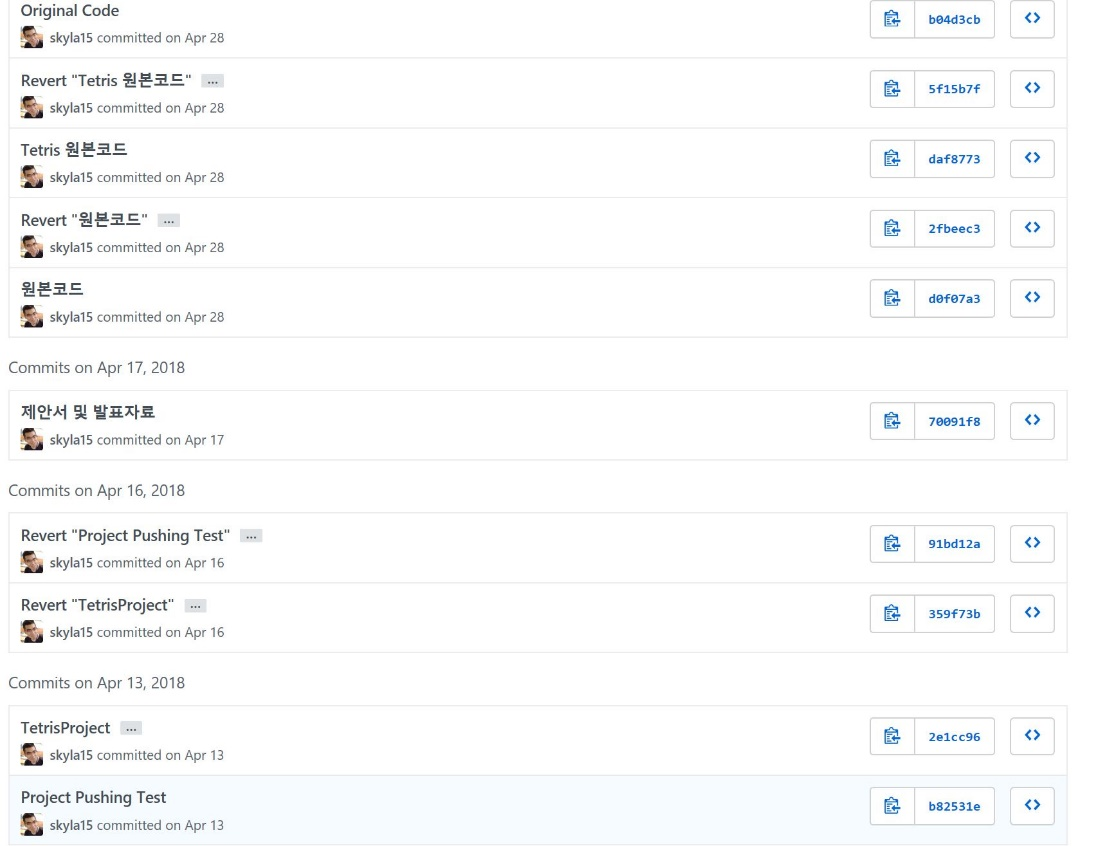 Original Code
b04d3cb
skyla15 committed on Apr 28
Revert "Tetris 원본코드" ...
5f15b7f
skyla15 committed on Apr 28
Tetris 원본코드
daf8773
skyla15 committed on Apr 28
Revert "원본코드" ...
2fbeec3
skyla15 committed on Apr 28
원본코드
d0f07a3
skyla15 committed on Apr 28
Commits on Apr 17, 2018
제안서 및 발표자료
70091f8
skyla15 committed on Apr 17
Commits on Apr 16, 2018
Revert "Project Pushing Test" ...
91bd12a
skyla15 committed on Apr 16
Revert "TetrisProject" ...
359f73b
skyla15 committed on Apr 16
Commits on Apr 13, 2018
TetrisProject ...
2e1cc96
skyla15 committed on Apr 13
Project Pushing Test
b82531e
skyla15 committed on Apr 13